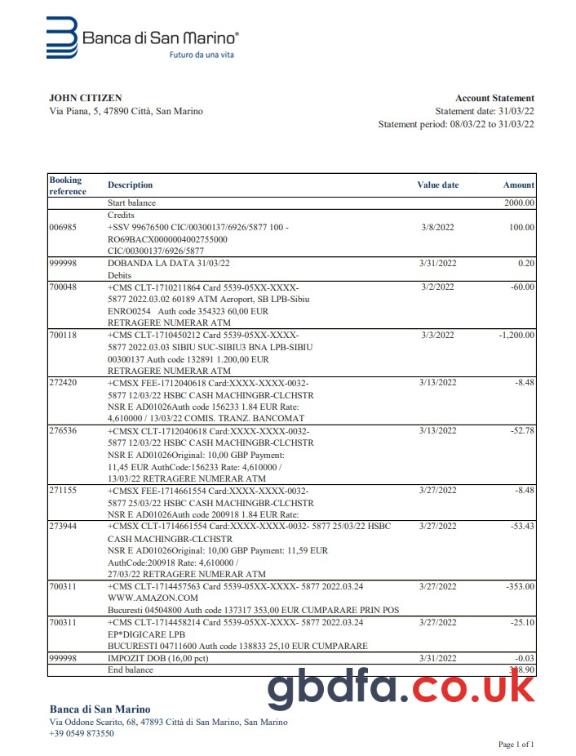 Banca di San Marino®
Futuro da una vita
JOHN CITIZEN
Via Piana, 5, 47890 Città, San Marino
Account Statement
Statement date: 31/03/22
Statement period: 08/03/22 to 31/03/22
Booking reference Description Value date Amount
Start balance 2000.00
Credits
006985 +SSV 99676500 CIC/00300137/6926/5877 100 - 3/8/2022 100.00
RO69BACX0000004002755000
CIC/00300137/6926/5877
999998 DOBANDA LA DATA 31/03/22 3/31/2022 0.20
Debits
700048 +CMS CLT-1710211864 Card 5539-05XX-XXXX- 3/2/2022 -60.00
5877 2022.03.02 60189 ATM Aeroport, SB LPB-Sibiu
ENRO0254 Auth code 354323 60,00 EUR
RETRAGERE NUMERAR ATM
700118 +CMS CLT-1710450212 Card 5539-05XX-XXXX- 3/3/2022 -1,200.00
5877 2022.03.03 SIBIU SUC-SIBIU3 BNA LPB-SIBIU
00300137 Auth code 132891 1.200,00 EUR
RETRAGERE NUMERAR ATM
272420 +CMSX FEE-1712040618 Card:XXXX-XXXX-0032- 3/13/2022 -8.48
5877 12/03/22 HSBC CASH MACHINGBR-CLCHSTR
NSR E AD01026Auth code 156233 1.84 EUR Rate:
4,610000 / 13/03/22 COMIS. TRANZ. BANCOMAT
276536 +CMSX CLT-1712040618 Card:XXXX-XXXX-0032- 3/13/2022 -52.78
5877 12/03/22 HSBC CASH MACHINGBR-CLCHSTR
NSR E AD01026Original: 10,00 GBP Payment:
11,45 EUR AuthCode:156233 Rate: 4,610000 /
13/03/22 RETRAGERE NUMERAR ATM
271155 +CMSX FEE-1714661554 Card:XXXX-XXXX-0032- 3/27/2022 -8.48
5877 25/03/22 HSBC CASH MACHINGBR-CLCHSTR
NSR E AD01026Auth code 200918 1.84 EUR Rate:
273944 +CMSX CLT-1714661554 Card:XXXX-XXXX-0032- 5877 25/03/22 HSBC 3/27/2022 -53.43
CASH MACHINGBR-CLCHSTR
NSR E AD01026Original: 10,00 GBP Payment: 11,59 EUR
AuthCode:200918 Rate: 4,610000 /
27/03/22 RETRAGERE NUMERAR ATM
700311 +CMS CLT-1714457563 Card 5539-05XX-XXXX- 5877 2022.03.24 3/27/2022 -353.00
WWW.AMAZON.COM
Bucuresti 04504800 Auth code 137317 353,00 EUR CUMPARARE PRIN POS
700311 +CMS CLT-1714458214 Card 5539-05XX-XXXX- 5877 2022.03.24 3/27/2022 -25.10
EP*DIGICARE LPB
BUCURESTI 04711600 Auth code 138833 25,10 EUR CUMPARARE
999998 IMPOZIT DOB (16,00 pct) 3/31/2022 -0.03
End balance
gbdfa.co.uk
Banca di San Marino
Via Oddone Scarito, 68, 47893 Città di San Marino, San Marino
+39 0549 873550
Page 1 of 1